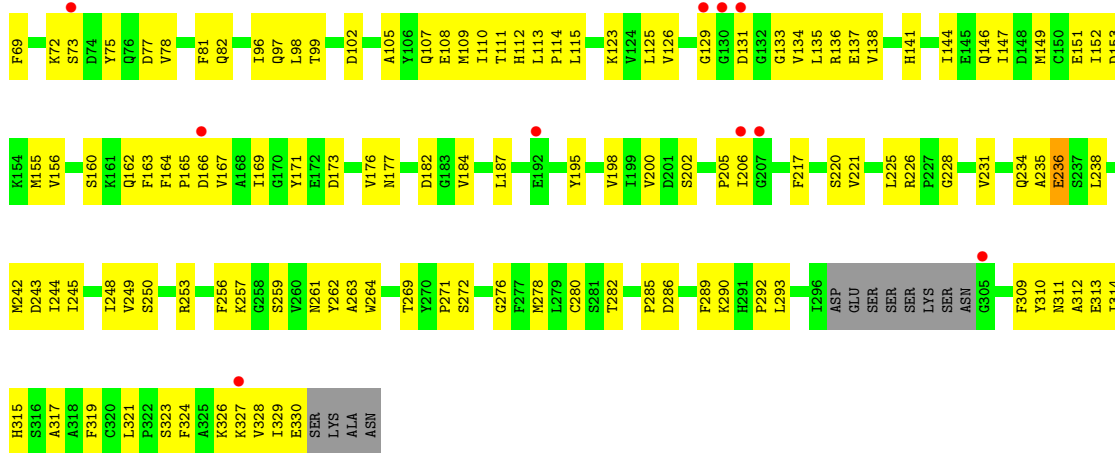 F69 K72 S73 D74 Y75 Q76 D77 V78 F81 Q82 I96 Q97 L98 T99 D102 A105 Y106 Q107 E108 M109 I110 T111 H112 L113 P114 L115 K123 V124 L125 V126 G129 G130 D131 G132 G133 V134 L135 R136 E137 V138 H141 I144 E145 Q146 I147 D148 M149 C150 E151 I152 D153
K154 M155 V156 S160 K161 Q162 F163 F164 P165 D166 V167 A168 I169 G170 Y171 E172 D173 V176 N177 D182 G183 V184 L187 E192 Y195 V198 I199 V200 D201 S202 P205 I206 G207 F217 S220 V221 L225 R226 P227 G228 V231 Q234 A235 E236 S237 L238
M242 D243 I244 I245 I248 V249 S250 R253 F256 K257 G258 S259 V260 N261 Y262 A263 W264 T269 Y270 P271 S272 G276 F277 M278 L279 C280 S281 T282 P285 D286 F289 K290 H291 P292 L293 I296 ASP GLU SER SER SER LYS SER ASN G305 F309 Y310 N311 A312 E313
H315 S316 A317 A318 F319 C320 L321 P322 S323 F324 A325 K326 K327 V328 I329 E330 SER LYS ALA ASN